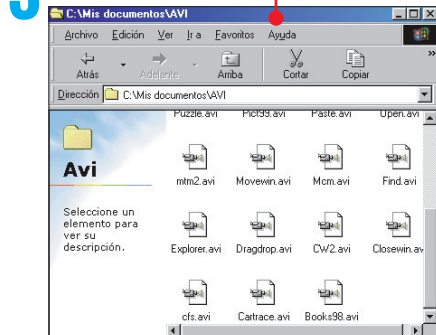 C:\Mis documentos\AVI
Archivo Edición Ver Ir a Favoritos Ayuda
Atrás Adelante Arriba Cortar Copiar »
Dirección C:\Mis documentos\AVI
Puzzle.avi Pict99.avi Paste.avi Open.avi
Avi
mtm2.avi Movewin.avi Mcm.avi Find.avi
Seleccione un
elemento para
ver su
descripción.
Explorer.avi Dragdrop.avi CW2.avi Closewin.av
cfs.avi Cartrace.avi Books98.avi